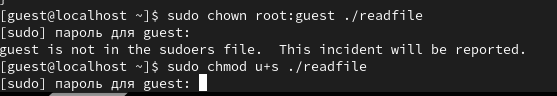 [guest@localhost ~]$ sudo chown root:guest ./readfile
[sudo] пароль для guest:
guest is not in the sudoers file.  This incident will be reported.
[guest@localhost ~]$ sudo chmod u+s ./readfile
[sudo] пароль для guest: